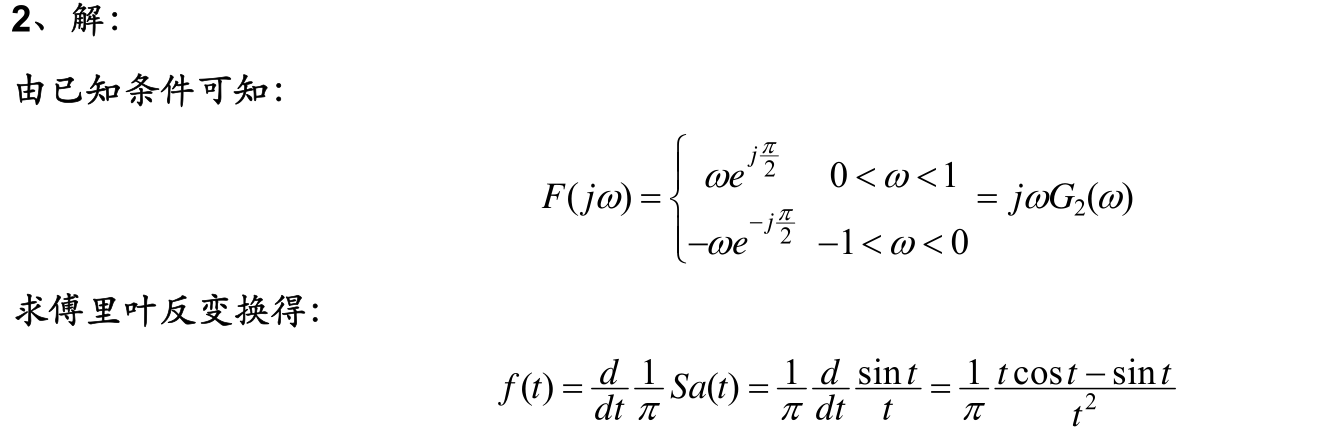 2、解:
由已知条件可知:
F(jω) = { ωe^{jπ/2} 0<ω<1; −ωe^{−jπ/2} −1<ω<0 = jωG₂(ω)
求傅里叶反变换得:
f(t) = d/dt 1/π Sa(t) = 1/π d/dt sin t/t = 1/π (t cos t − sin t)/t²